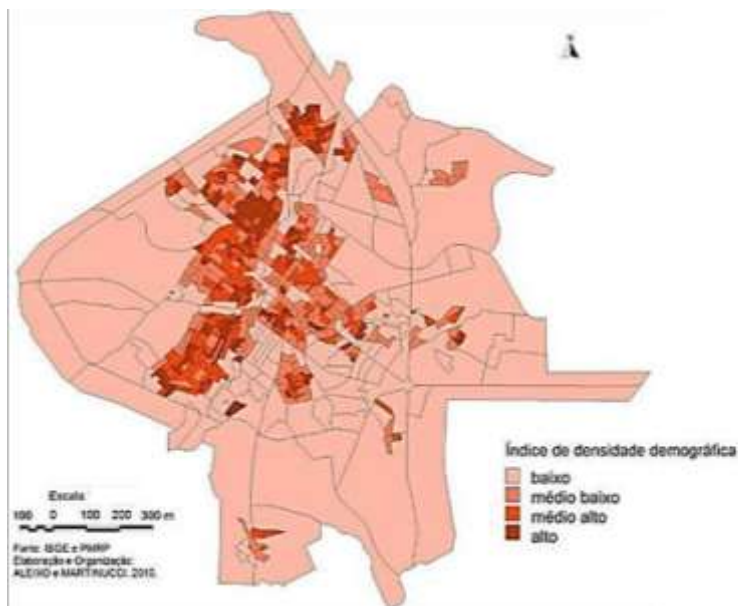 Índice de densidade demográfica
baixo
médio baixo
médio alto
alto
Escala
100 0 100 200 300 m
Fonte: IBGE e PMRP
Elaboração e Organização:
ALEIXO e MARTINUCCI, 2010.